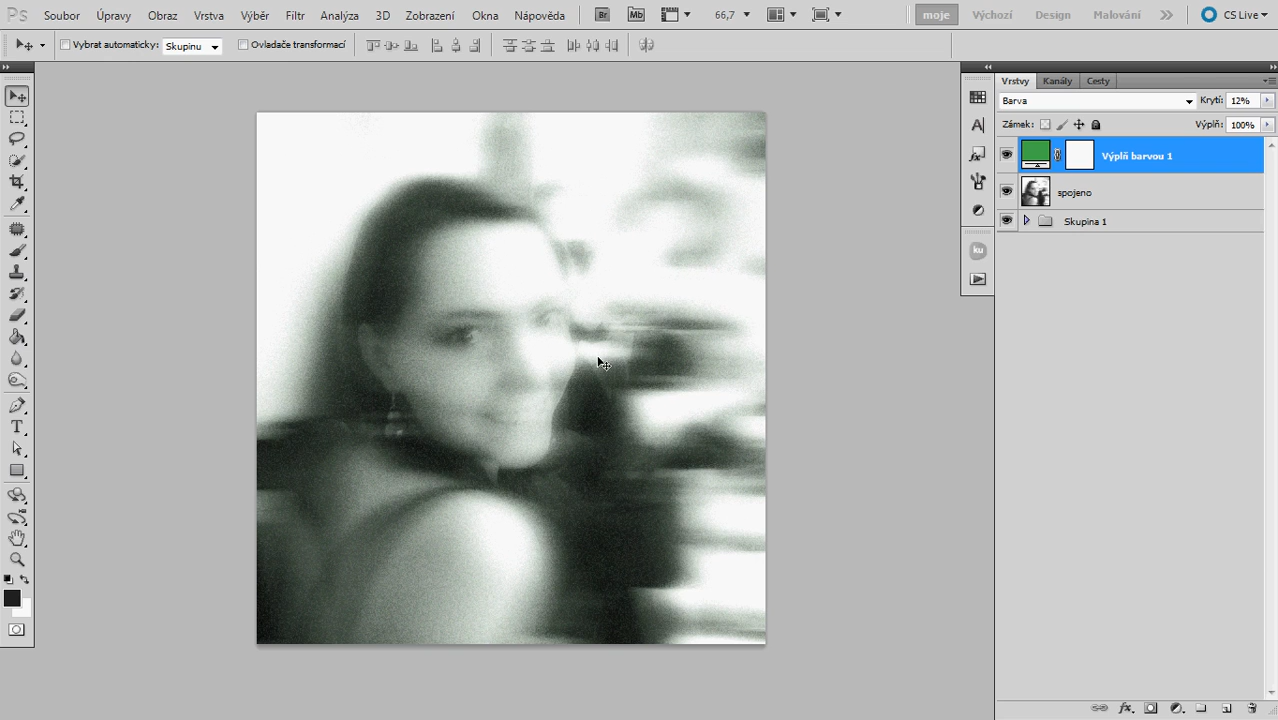 Ps Soubor Úpravy Obraz Vrstva Výběr Filtr Analýza 3D Zobrazení Okna Nápověda Br Mb 66,7 moje Výchozí Design Malování CS Live
Vybrat automaticky: Skupinu Ovladače transformací
Vrstvy Kanály Cesty
Barva Krytí: 12%
Zámek: Výplň: 100%
Výplň barvou 1
spojeno
Skupina 1
ku